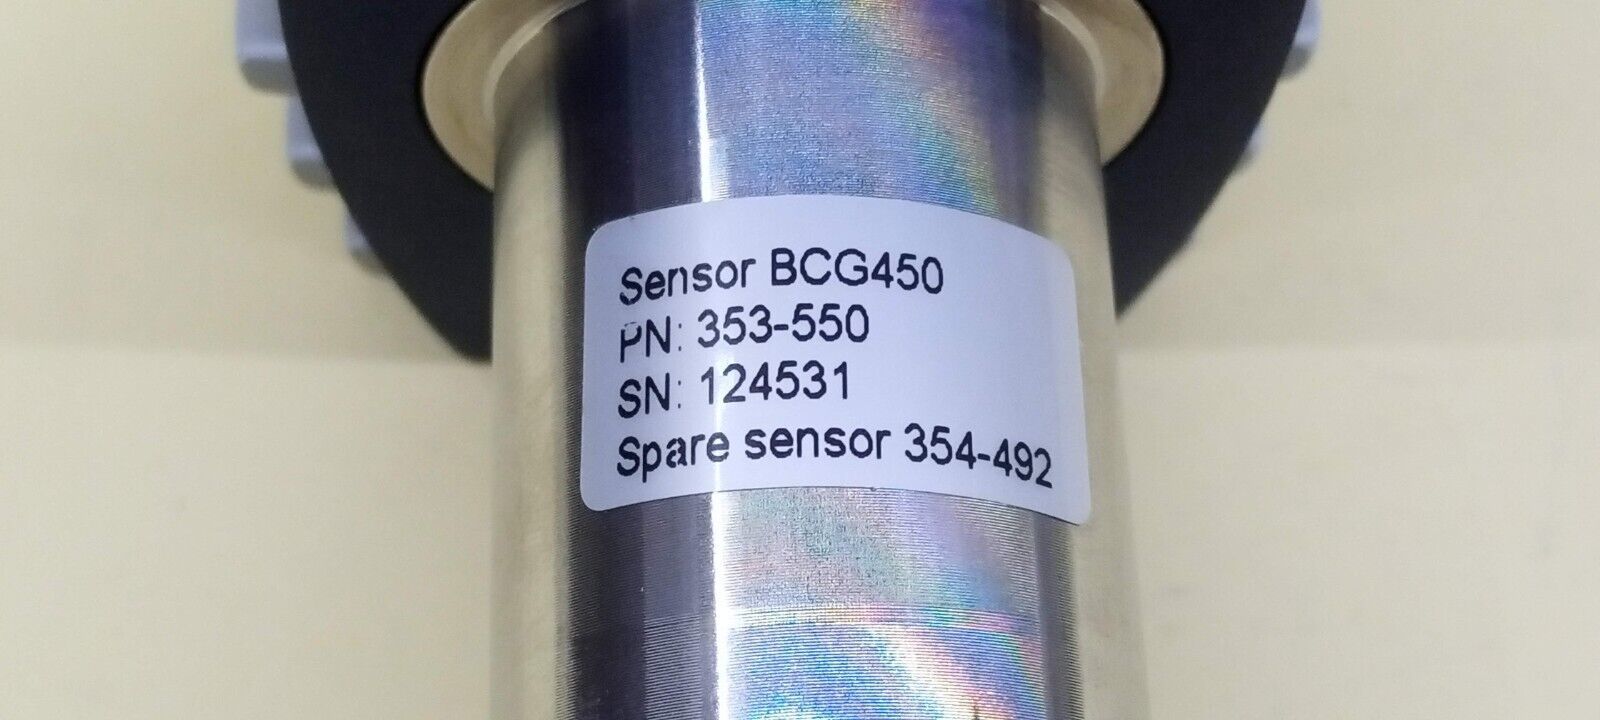 Sensor BCG450
PN: 353-550
SN: 124531
Spare sensor 354-492